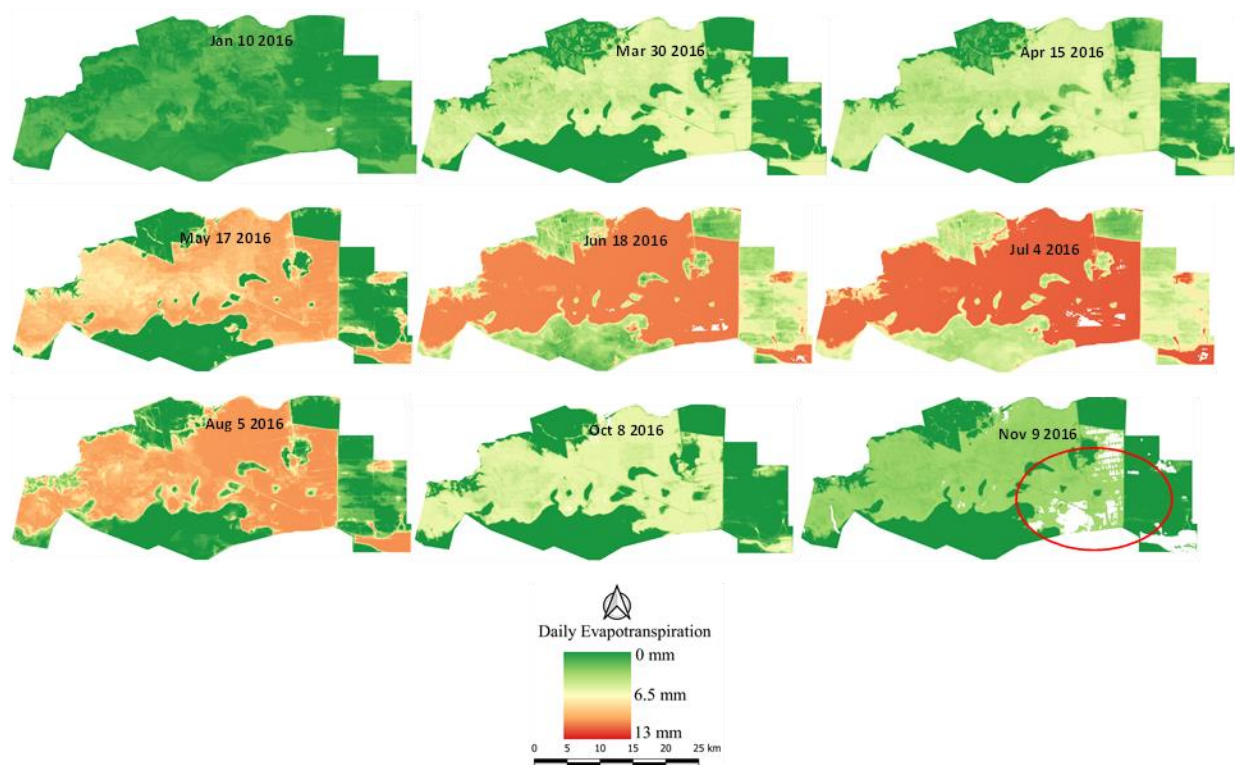 Jan 10 2016
Mar 30 2016
Apr 15 2016
May 17 2016
Jun 18 2016
Jul 4 2016
Aug 5 2016
Oct 8 2016
Nov 9 2016
Daily Evapotranspiration
0 mm
6.5 mm
13 mm
0 5 10 15 20 25 km